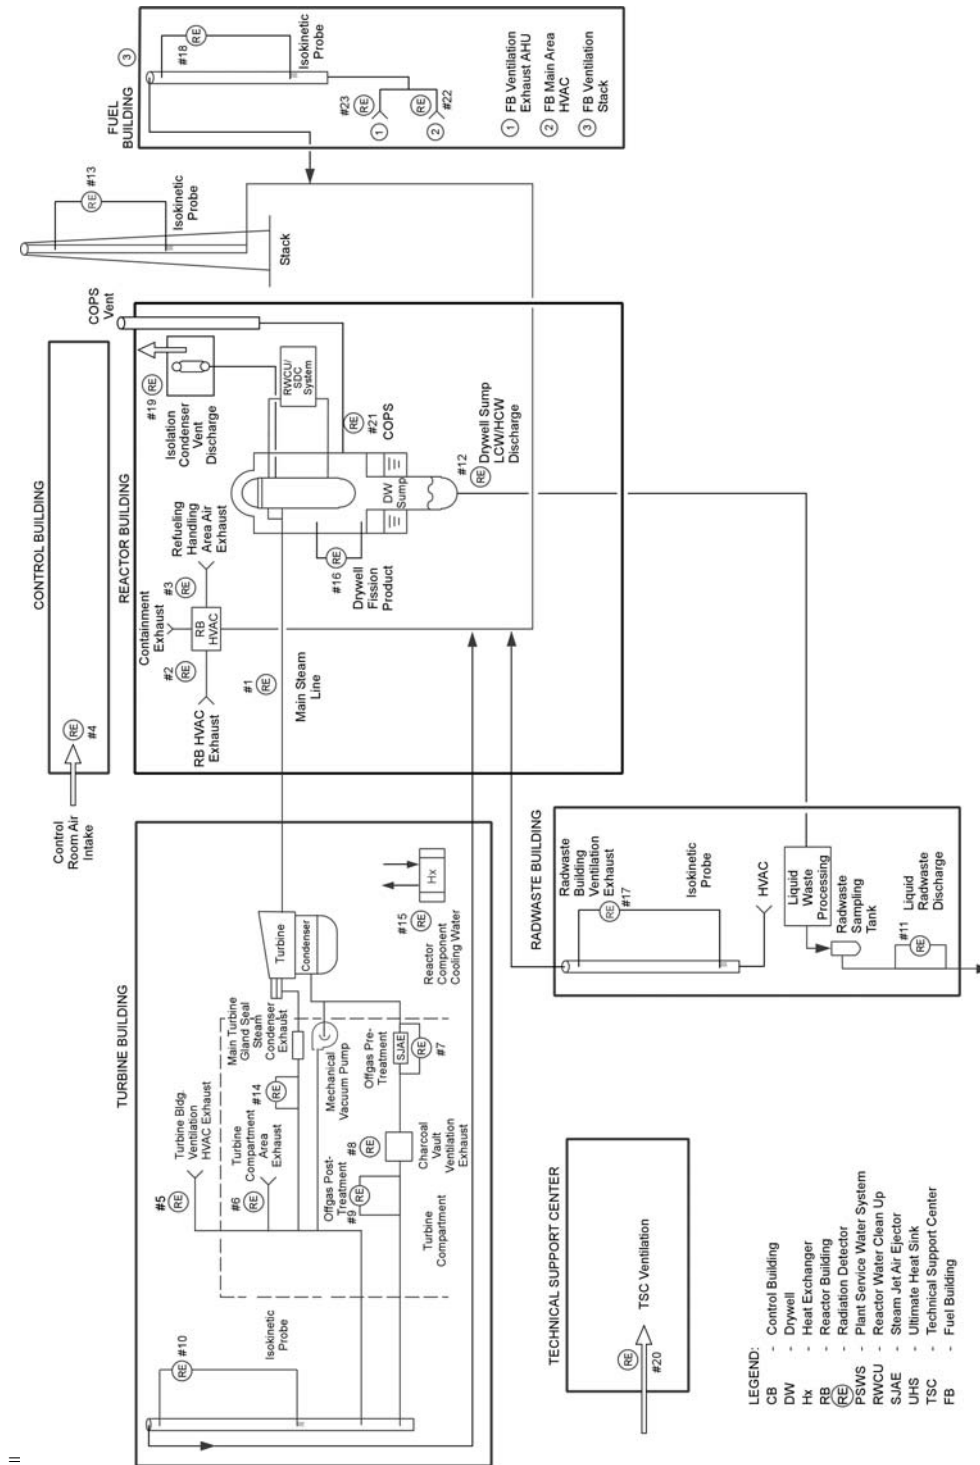 FUEL
BUILDING
3
RE
#18
Isokinetic
Probe
#23
RE
RE
#22
1
2
1 FB Ventilation
Exhaust AHU
2 FB Main Area
HVAC
3 FB Ventilation
Stack
RE #13
Isokinetic
Probe
Stack
CONTROL BUILDING
RE
#4
Control
Room Air
Intake
COPS
Vent
REACTOR BUILDING
#19 RE
Isolation
Condenser
Vent
Discharge
RWCU/
SDC
System
RE
#21
COPS
Refueling
Handling
Area Air
Exhaust
#3
RE
Containment
Exhaust
RB
HVAC
#2
RE
RB HVAC
Exhaust
DW
Sump
#12
RE
Drywell Sump
LCW/HCW
Discharge
#16 RE
Drywell
Fission
Product
#1
RE
Main Steam
Line
TURBINE BUILDING
Turbine
Condenser
Hx
#15
RE
Reactor
Component
Cooling Water
Main Turbine
Gland Seal
Steam
Condenser
Exhaust
#14
RE
Mechanical
Vacuum Pump
Offgas Pre-
Treatment
SJAE
RE
#7
Turbine Bldg.
Ventilation
HVAC Exhaust
#5
RE
Turbine
Compartment
Area
Exhaust
#6
RE
#8
RE
Charcoal
Vault
Ventilation
Exhaust
Offgas Post-
Treatment
#9
RE
Turbine
Compartment
RE #10
Isokinetic
Probe
RADWASTE BUILDING
Radwaste
Building
Ventilation
Exhaust
RE
#17
Isokinetic
Probe
HVAC
Liquid
Waste
Processing
Radwaste
Sampling
Tank
#11
RE
Liquid
Radwaste
Discharge
TECHNICAL SUPPORT CENTER
RE
#20
TSC Ventilation
LEGEND:
CB - Control Building
DW - Drywell
Hx - Heat Exchanger
RB - Reactor Building
RE - Radiation Detector
PSWS - Plant Service Water System
RWCU - Reactor Water Clean Up
SJAE - Steam Jet Air Ejector
UHS - Ultimate Heat Sink
TSC - Technical Support Center
FB - Fuel Building